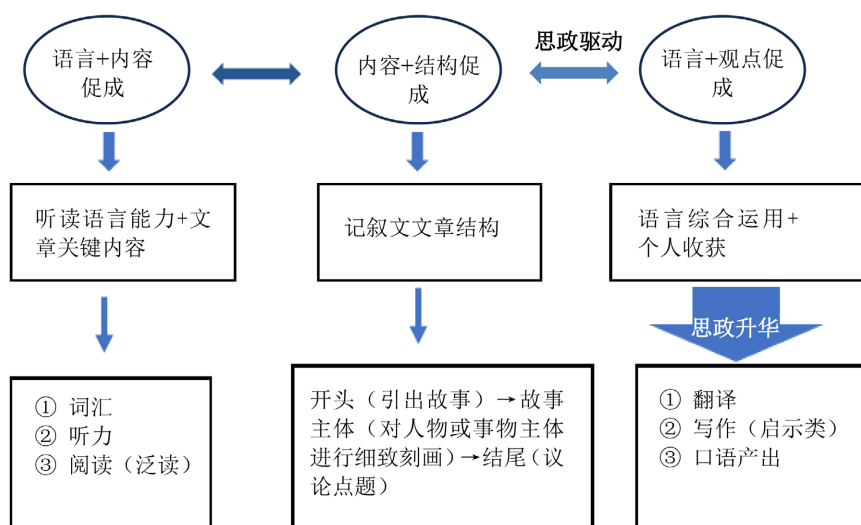 语言+内容
促成
内容+结构促
成
思政驱动
语言+观点促
成
听读语言能力+文
章关键内容
记叙文文章结构
语言综合运用+
个人收获
思政升华
① 词汇
② 听力
③ 阅读（泛读）
开头（引出故事）→故事
主体（对人物或事物主体
进行细致刻画）→结尾（议
论点题）
① 翻译
② 写作（启示类）
③ 口语产出